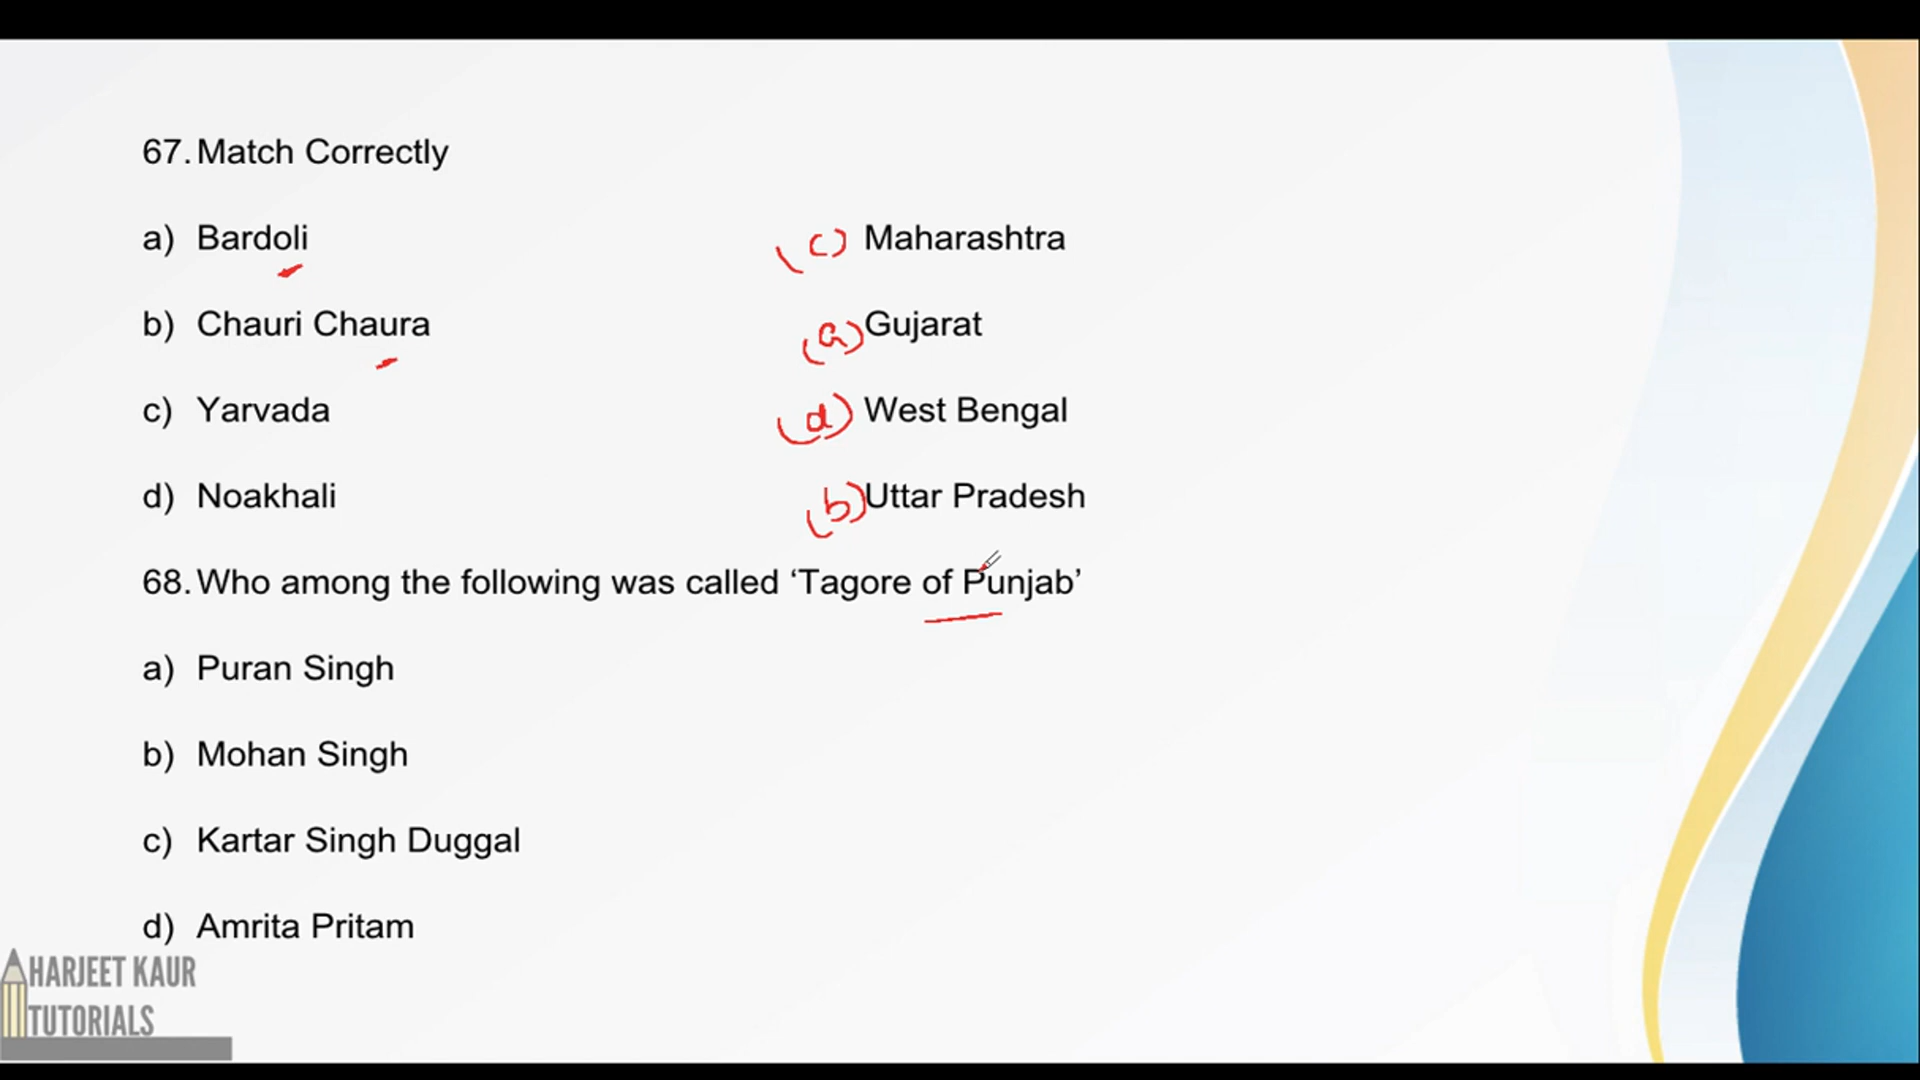 67. Match Correctly
a) Bardoli (c) Maharashtra
b) Chauri Chaura (a) Gujarat
c) Yarvada (d) West Bengal
d) Noakhali (b) Uttar Pradesh
68. Who among the following was called ‘Tagore of Punjab’
a) Puran Singh
b) Mohan Singh
c) Kartar Singh Duggal
d) Amrita Pritam
HARJEET KAUR
TUTORIALS